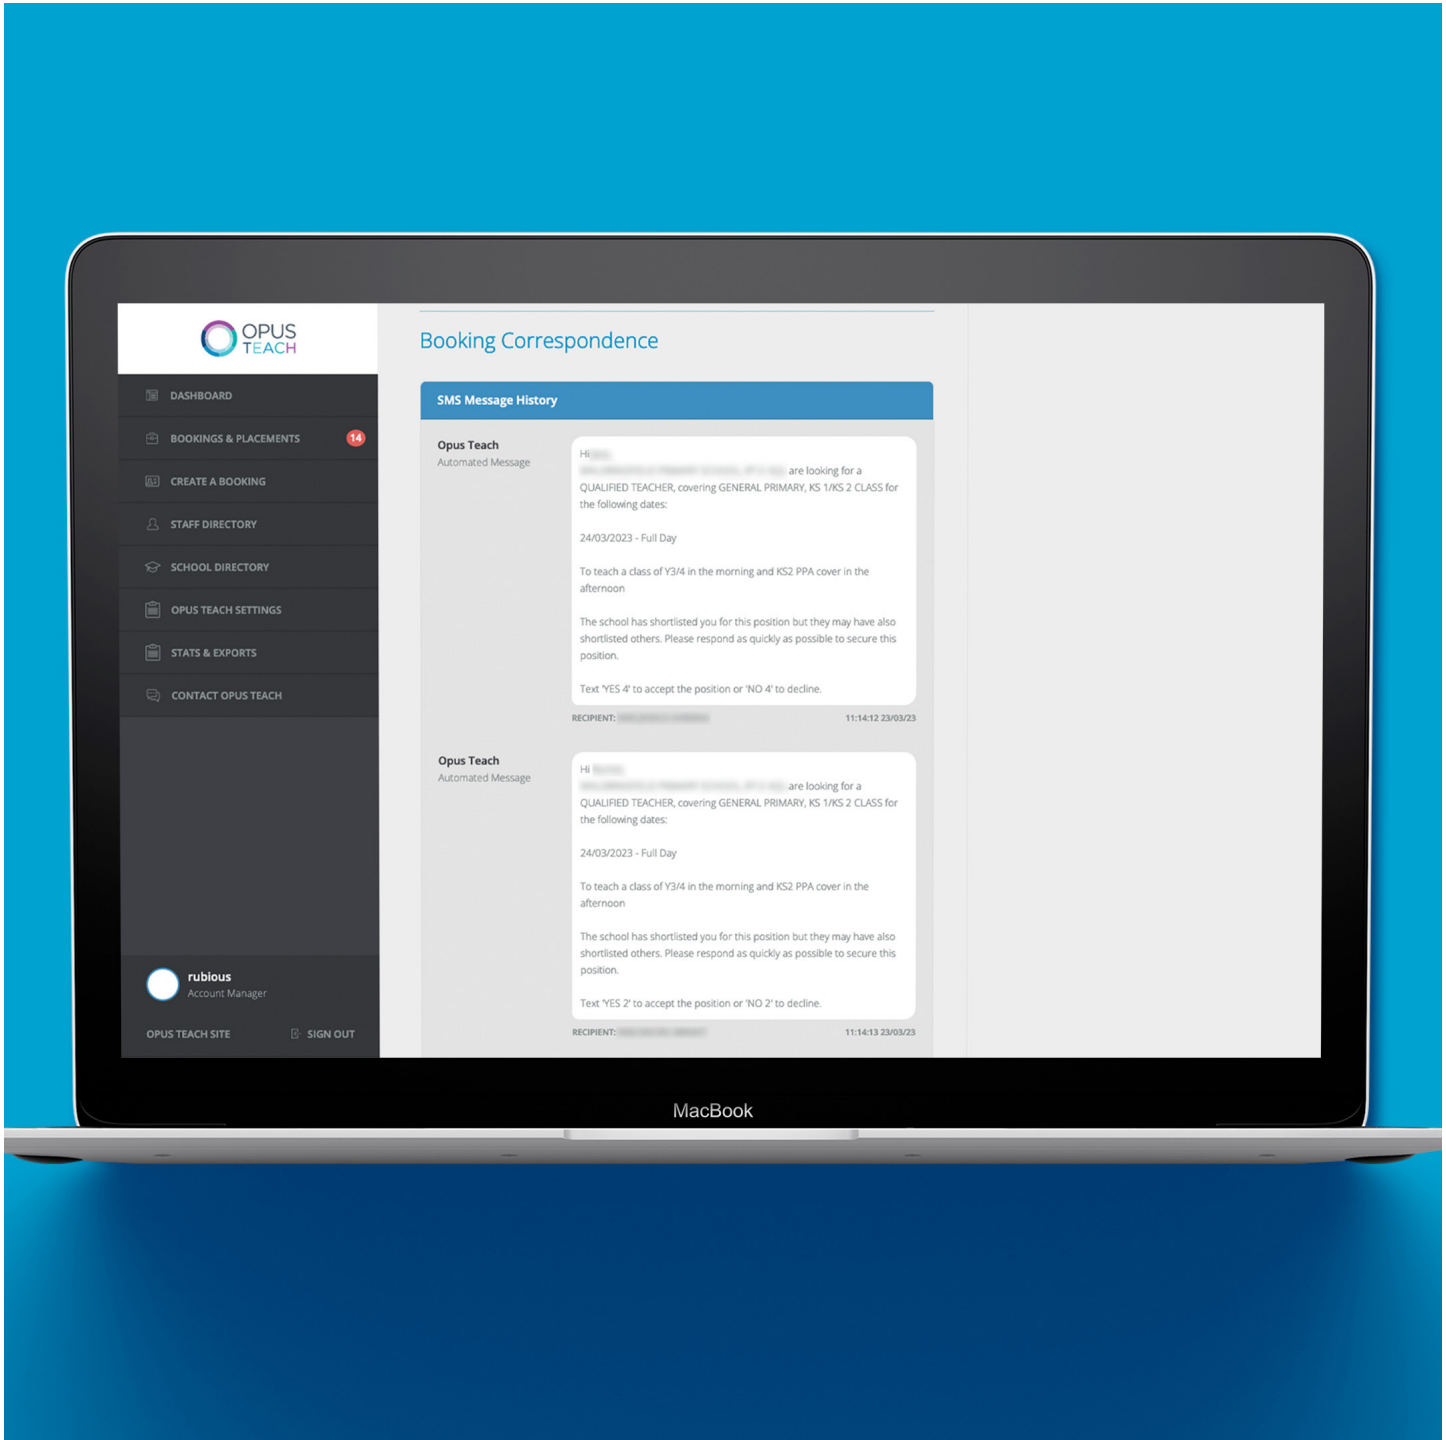 OPUS
TEACH
DASHBOARD
BOOKINGS & PLACEMENTS 14
CREATE A BOOKING
STAFF DIRECTORY
SCHOOL DIRECTORY
OPUS TEACH SETTINGS
STATS & EXPORTS
CONTACT OPUS TEACH
rubious
Account Manager
OPUS TEACH SITE SIGN OUT
Booking Correspondence
SMS Message History
Opus Teach
Automated Message
Hi
are looking for a
QUALIFIED TEACHER, covering GENERAL PRIMARY, KS 1/KS 2 CLASS for
the following dates:
24/03/2023 - Full Day
To teach a class of Y3/4 in the morning and KS2 PPA cover in the
afternoon
The school has shortlisted you for this position but they may have also
shortlisted others. Please respond as quickly as possible to secure this
position.
Text 'YES 4' to accept the position or 'NO 4' to decline.
RECIPIENT: 11:14:12 23/03/23
Opus Teach
Automated Message
Hi
are looking for a
QUALIFIED TEACHER, covering GENERAL PRIMARY, KS 1/KS 2 CLASS for
the following dates:
24/03/2023 - Full Day
To teach a class of Y3/4 in the morning and KS2 PPA cover in the
afternoon
The school has shortlisted you for this position but they may have also
shortlisted others. Please respond as quickly as possible to secure this
position.
Text 'YES 2' to accept the position or 'NO 2' to decline.
RECIPIENT: 11:14:13 23/03/23
MacBook